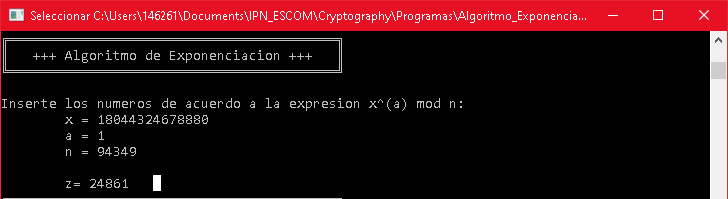 Seleccionar C:\Users\146261\Documents\IPN_ESCOM\Cryptography\Programas\Algoritmo_Exponencia...
+++ Algoritmo de Exponenciacion +++
Inserte los numeros de acuerdo a la expresion x^(a) mod n:
x = 18044324678880
a = 1
n = 94349
z= 24861